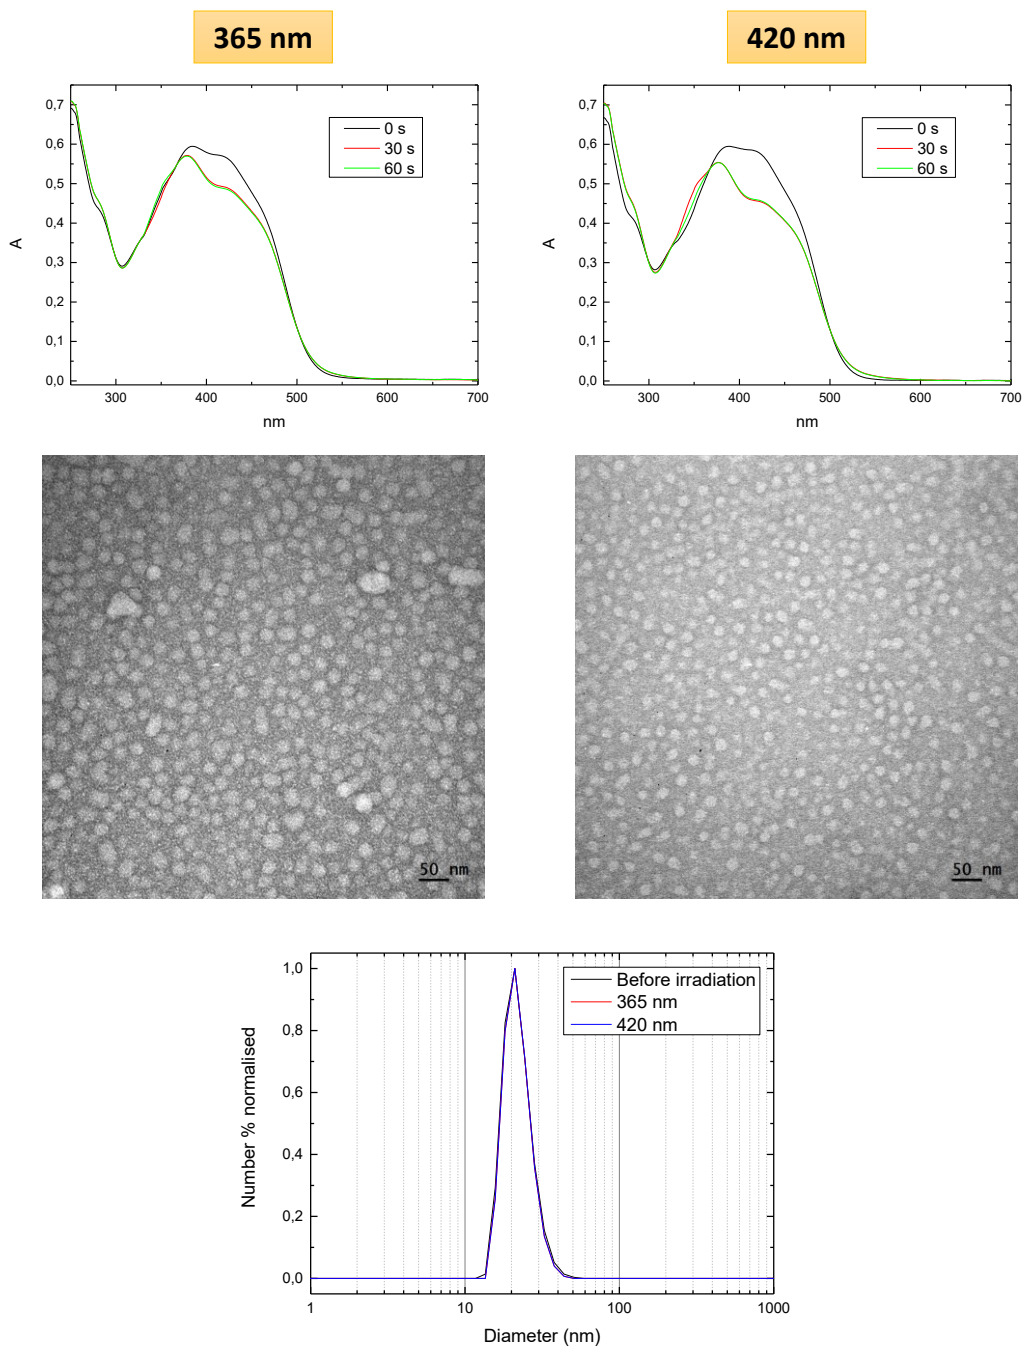 365 nm
420 nm
0,7
0,6
0,5
0,4
0,3
0,2
0,1
0,0
A
0 s
30 s
60 s
300
400
500
600
700
nm
0,7
0,6
0,5
0,4
0,3
0,2
0,1
0,0
A
0 s
30 s
60 s
300
400
500
600
700
nm
50 nm
50 nm
1,0
0,8
0,6
0,4
0,2
0,0
Number % normalised
Before irradiation
365 nm
420 nm
1
10
100
1000
Diameter (nm)